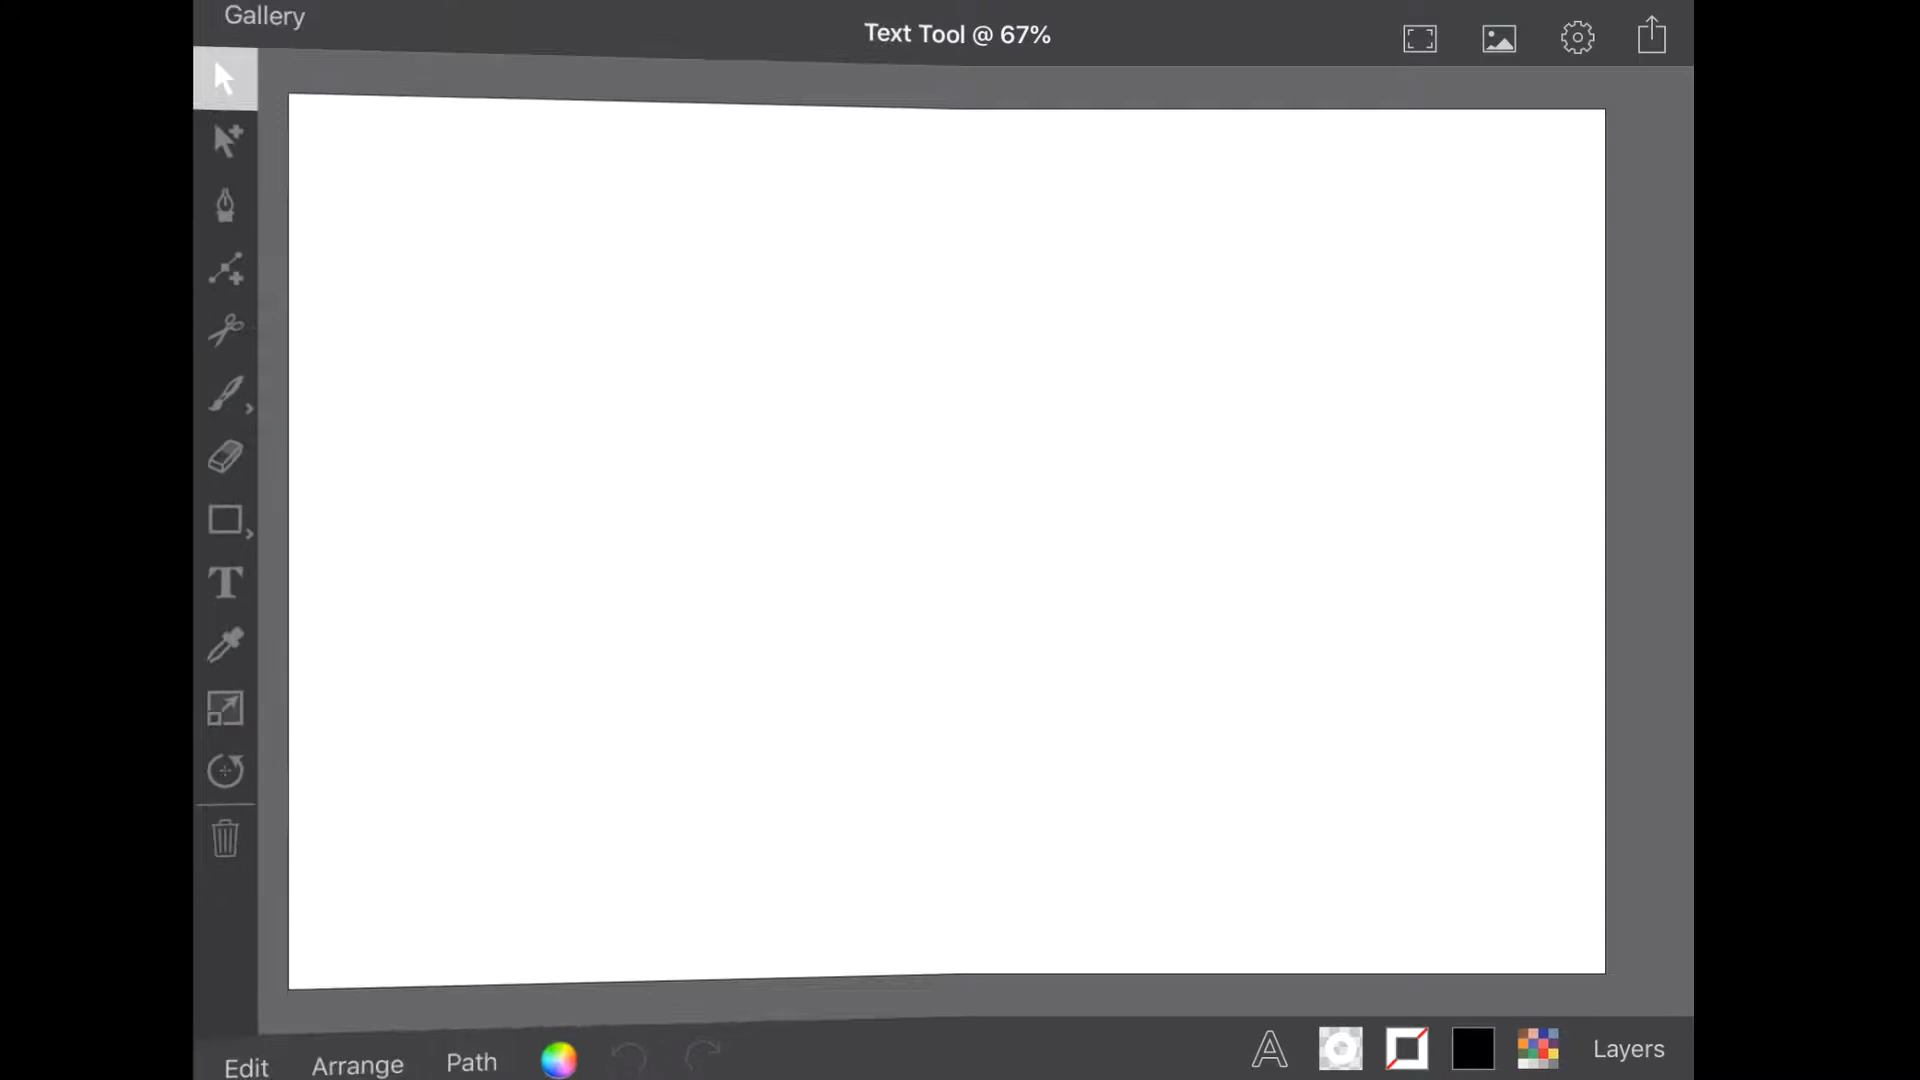 Gallery
Text Tool @ 67%
Edit
Arrange
Path
Layers